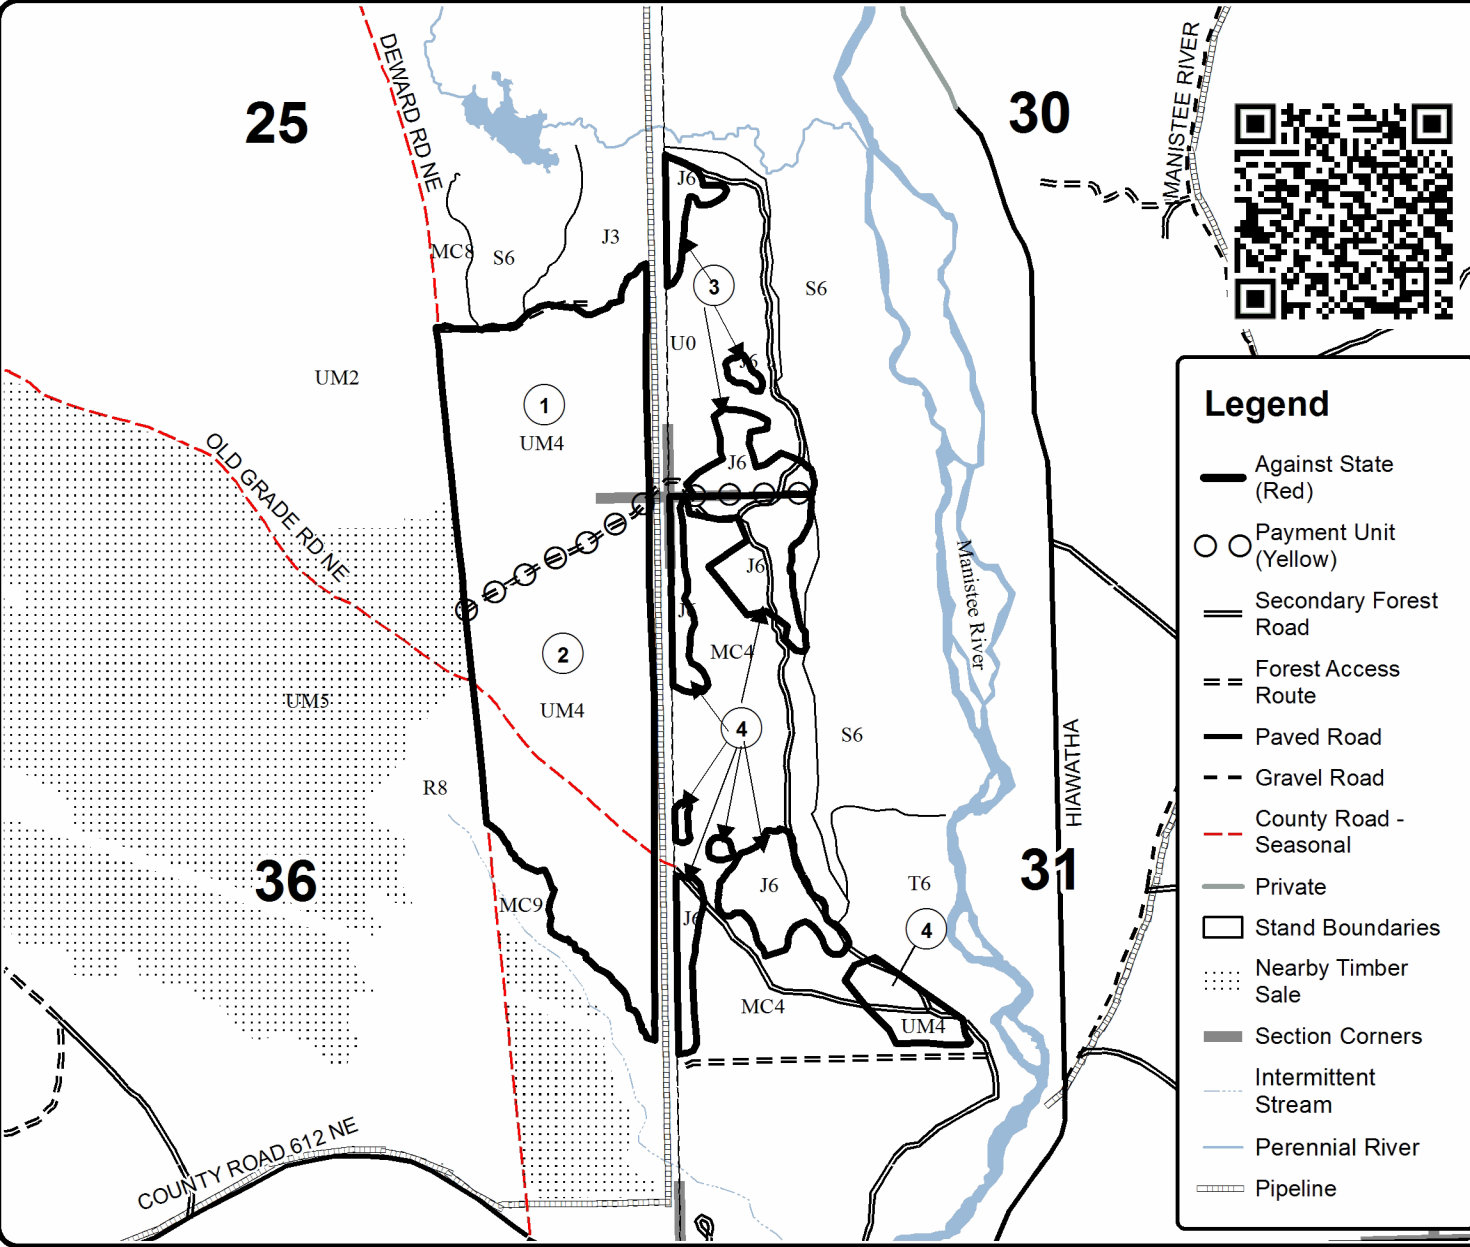 25
30
DEWARD RD NE
MANISTEE RIVER
J6
MC8
S6
J3
3
S6
U0
J6
UM2
1
UM4
OLD GRADE RD NE
J6
J6
Manistee River
MC4
2
UM4
UM5
4
S6
HIAWATHA
R8
36
31
MC9
J6
T6
J6
4
MC4
UM4
COUNTY ROAD 612 NE
Legend
Against State
(Red)
Payment Unit
(Yellow)
Secondary Forest
Road
Forest Access
Route
Paved Road
Gravel Road
County Road -
Seasonal
Private
Stand Boundaries
Nearby Timber
Sale
Section Corners
Intermittent
Stream
Perennial River
Pipeline